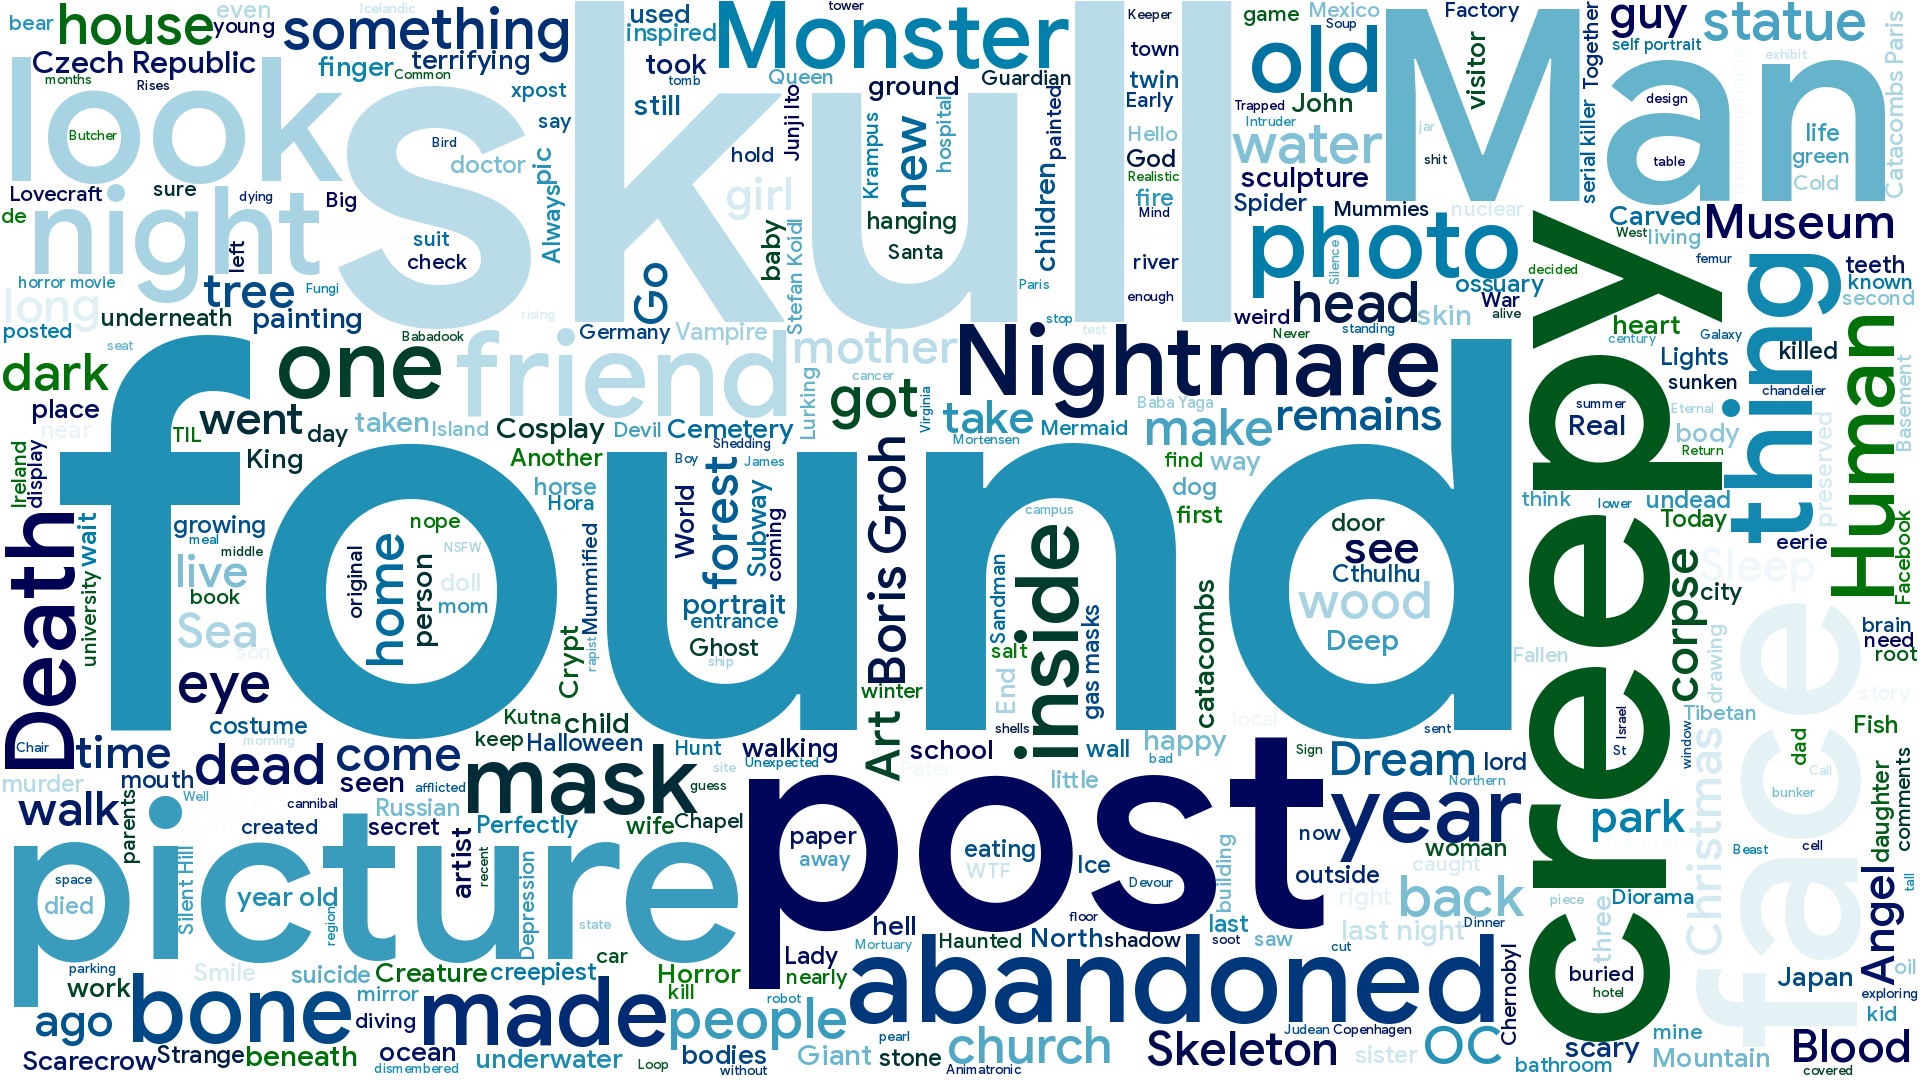 bear
house
even
young
Icelandic
something
used
inspired
Monster
tower
Keeper
game
Mexico
Soup
Factory
Together
guy
statue
self portrait
exhibit
Catacombs Paris
Czech Republic
months
Rises
finger
Common
terrifying
xpost
took
tomb
Queen
ground
Guardian
town
twin
Early
old
Trapped
John
Intruder
visitor
Man
design
life
green
Cold
table
look
Butcher
Skull
Bird
doctor
say
pic
still
hold
Junji Ito
Krampus
new
hospital
painted
children
Hello
God
Realistic
fire
Mind
water
jar
shit
sculpture
serial killer
Lovecraft
sure
dying
Big
de
night
left
suit
check
Always
girl
baby
Stefan Koidl
hanging
Santa
river
Spider
Mummies
nuclear
photo
Silence
ossuary
Carved
West
living
Museum
femur
teeth
known
second
horror movie
tree
Fungi
long
posted
underneath
painting
seat
rising
Go
Paris
enough
stop
test
weird
head
Never
standing
skin
War
alive
decided
creepy
heart
century
Galaxy
thing
Human
Germany
Vampire
Babadook
friend
mother
cancer
Nightmare
Lights
killed
sunken
chandelier
dark
place
near
one
went
TIL
day
taken
Island
King
Cosplay
Devil
Cemetery
Lurking
got
Virginia
take
Mortensen
Mermaid
Baba Yaga
make
remains
summer
Real
Eternal
body
Return
preserved
Basement
Ireland
display
found
Another
Shedding
Boy
James
horse
Hora
World
forest
Subway
coming
Boris Groh
find
way
dog
first
campus
think
lower
undead
Today
eerie
Facebook
Death
university
wait
growing
meal
middle
live
book
Sea
son
nope
NSFW
original
home
person
doll
mom
Mummified
rapist
Crypt
portrait
entrance
Ghost
ship
inside
Sandman
salt
End
gas masks
catacombs
door
see
Cthulhu
wood
Deep
Fallen
corpse
Sleep
city
drawing
face
brain
need
root
story
eye
costume
morning
Chair
time
murder
mouth
dead
Well
seen
come
afflicted
Kutna
child
keep
Halloween
Hunt
site
guess
mask
winter
walking
Unexpected
Art
school
Peter
shells
little
wall
bad
happy
local
Sign
sent
Dream
Northern
lord
St
Israel
window
Tibetan
Christmas
dad
Call
bunker
Fish
daughter
comments
walk
parents
created
cannibal
secret
Russian
Perfectly
wife
Chapel
artist
recent
Depression
picture
space
died
Silent Hill
year old
region
state
post
paper
away
eating
WTF
Ice
Devour
building
now
outside
year
woman
caught
right
back
park
Beast
cell
Angel
tall
hell
floor
last
soot
saw
cut
last night
Dinner
piece
Diorama
three
parking
work
Smile
suicide
Creature
creepiest
car
Horror
kill
Lady
nearly
Mortuary
Haunted
North
shadow
abandoned
Chernobyl
buried
hotel
Japan
oil
exploring
kid
ago
bone
mirror
diving
made
people
robot
pearl
church
Skeleton
Judean
Copenhagen
sister
OC
scary
mine
Mountain
Blood
Scarecrow
Strange
beneath
ocean
dismembered
underwater
Loop
bodies
without
Giant
stone
Animatronic
bathroom
covered